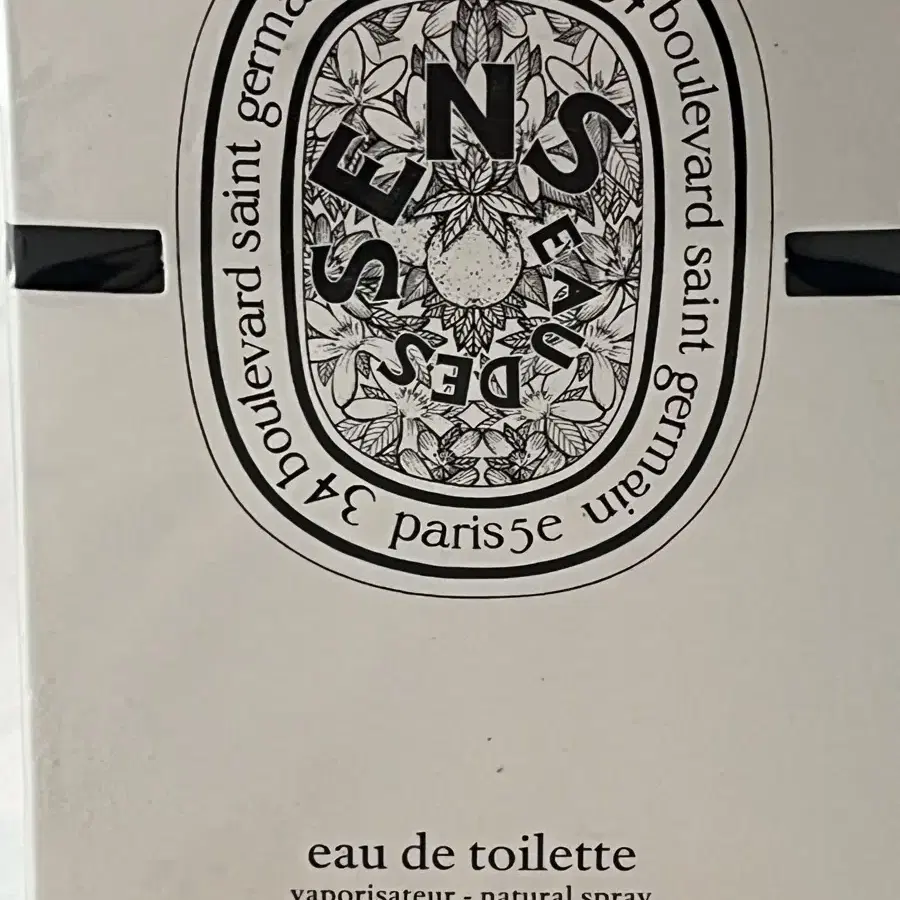 SENS
EAU DES
34 boulevard saint germain
paris 5e
boulevard saint germain
eau de toilette
vaporisateur - natural spray